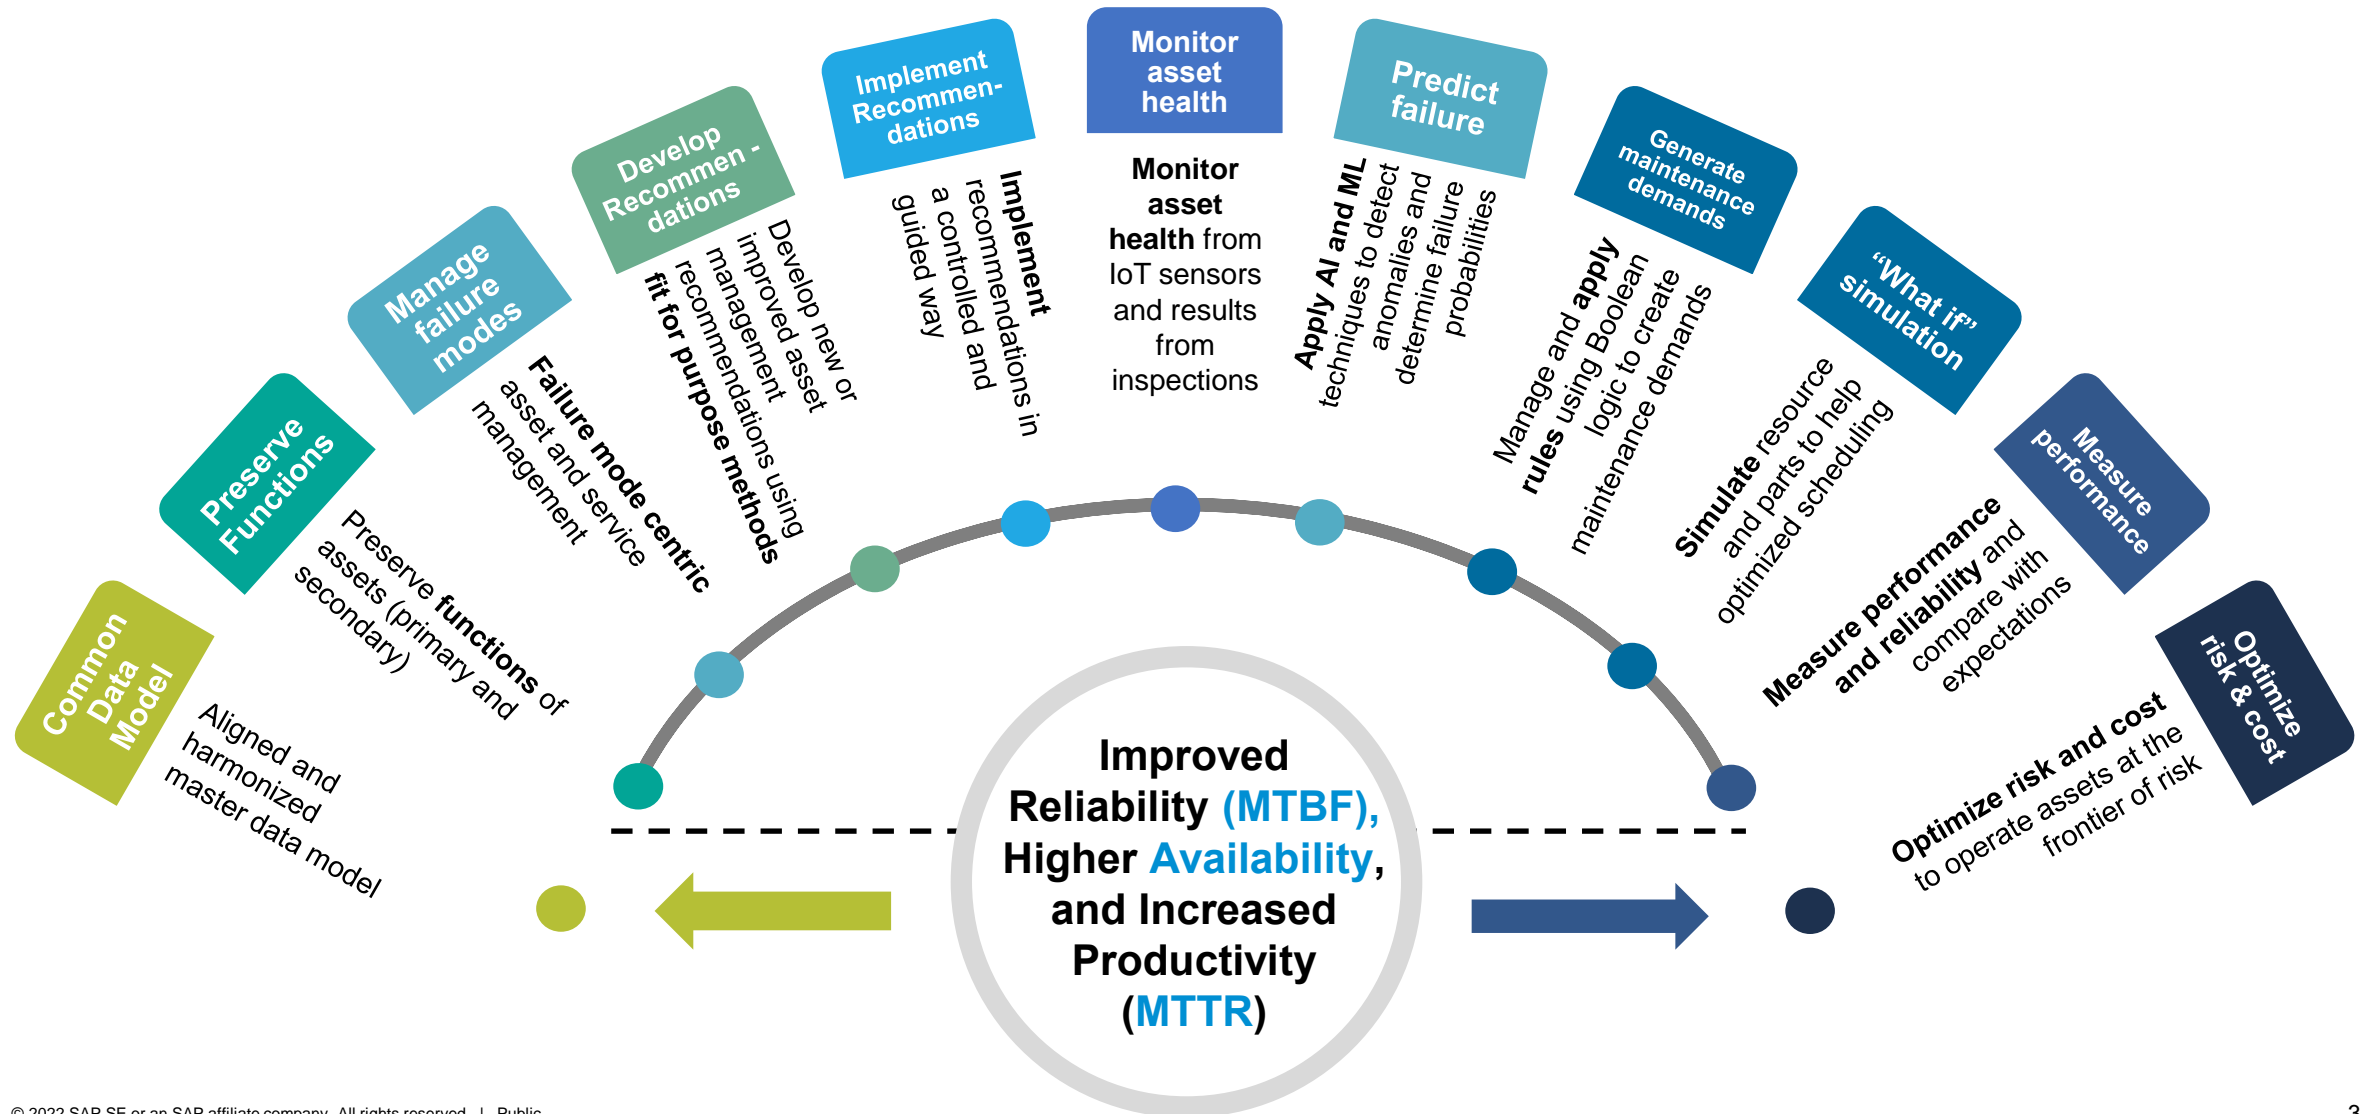 Common
Data
Model
Aligned and
harmonized
master data model
Preserve
Functions
Preserve functions of
assets (primary and
secondary)
Manage
failure
modes
Failure mode centric
asset and service
management
Develop
Recommen -
dations
Develop new or
improved asset
management
recommendations using
fit for purpose methods
Implement
Recommen-
dations
Implement
recommendations in
a controlled and
guided way
Monitor
asset
health
Monitor
asset
health from
IoT sensors
and results
from
inspections
Predict
failure
Apply AI and ML
techniques to detect
anomalies and
determine failure
probabilities
Generate
maintenance
demands
Manage and apply
rules using Boolean
logic to create
maintenance demands
“What if”
simulation
Simulate resource
and parts to help
optimized scheduling
Measure
performance
Measure performance
and reliability and
compare with
expectations
Optimize
risk & cost
Optimize risk and cost
to operate assets at the
frontier of risk
Improved
Reliability (MTBF),
Higher Availability,
and Increased
Productivity
(MTTR)
© 2022 SAP SE or an SAP affiliate company. All rights reserved. | Public
3